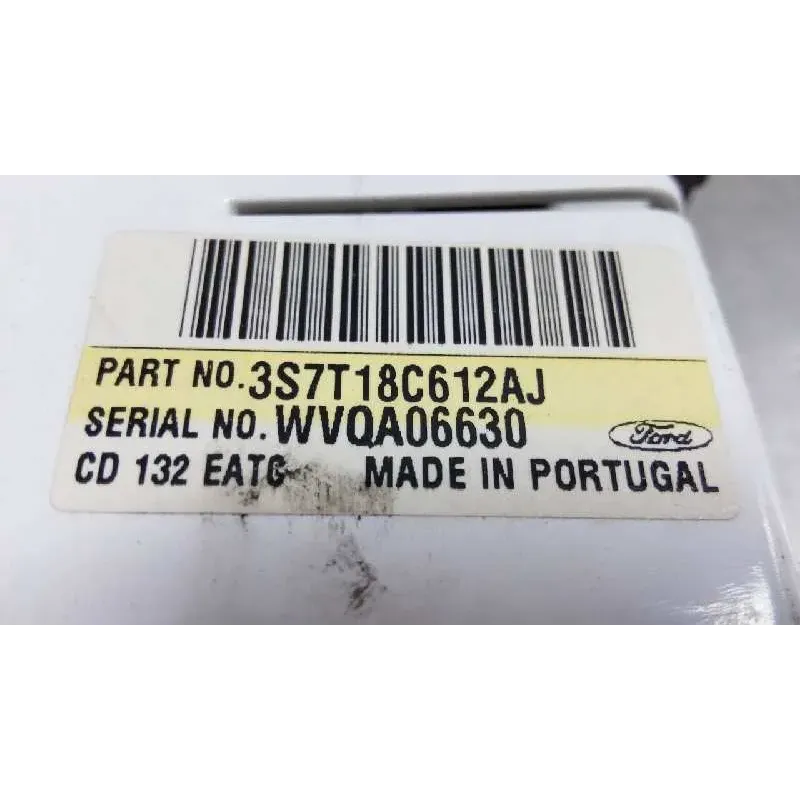 PART NO. 3S7T18C612AJ
SERIAL NO. WVQA06630
Ford
CD 132 EATC MADE IN PORTUGAL